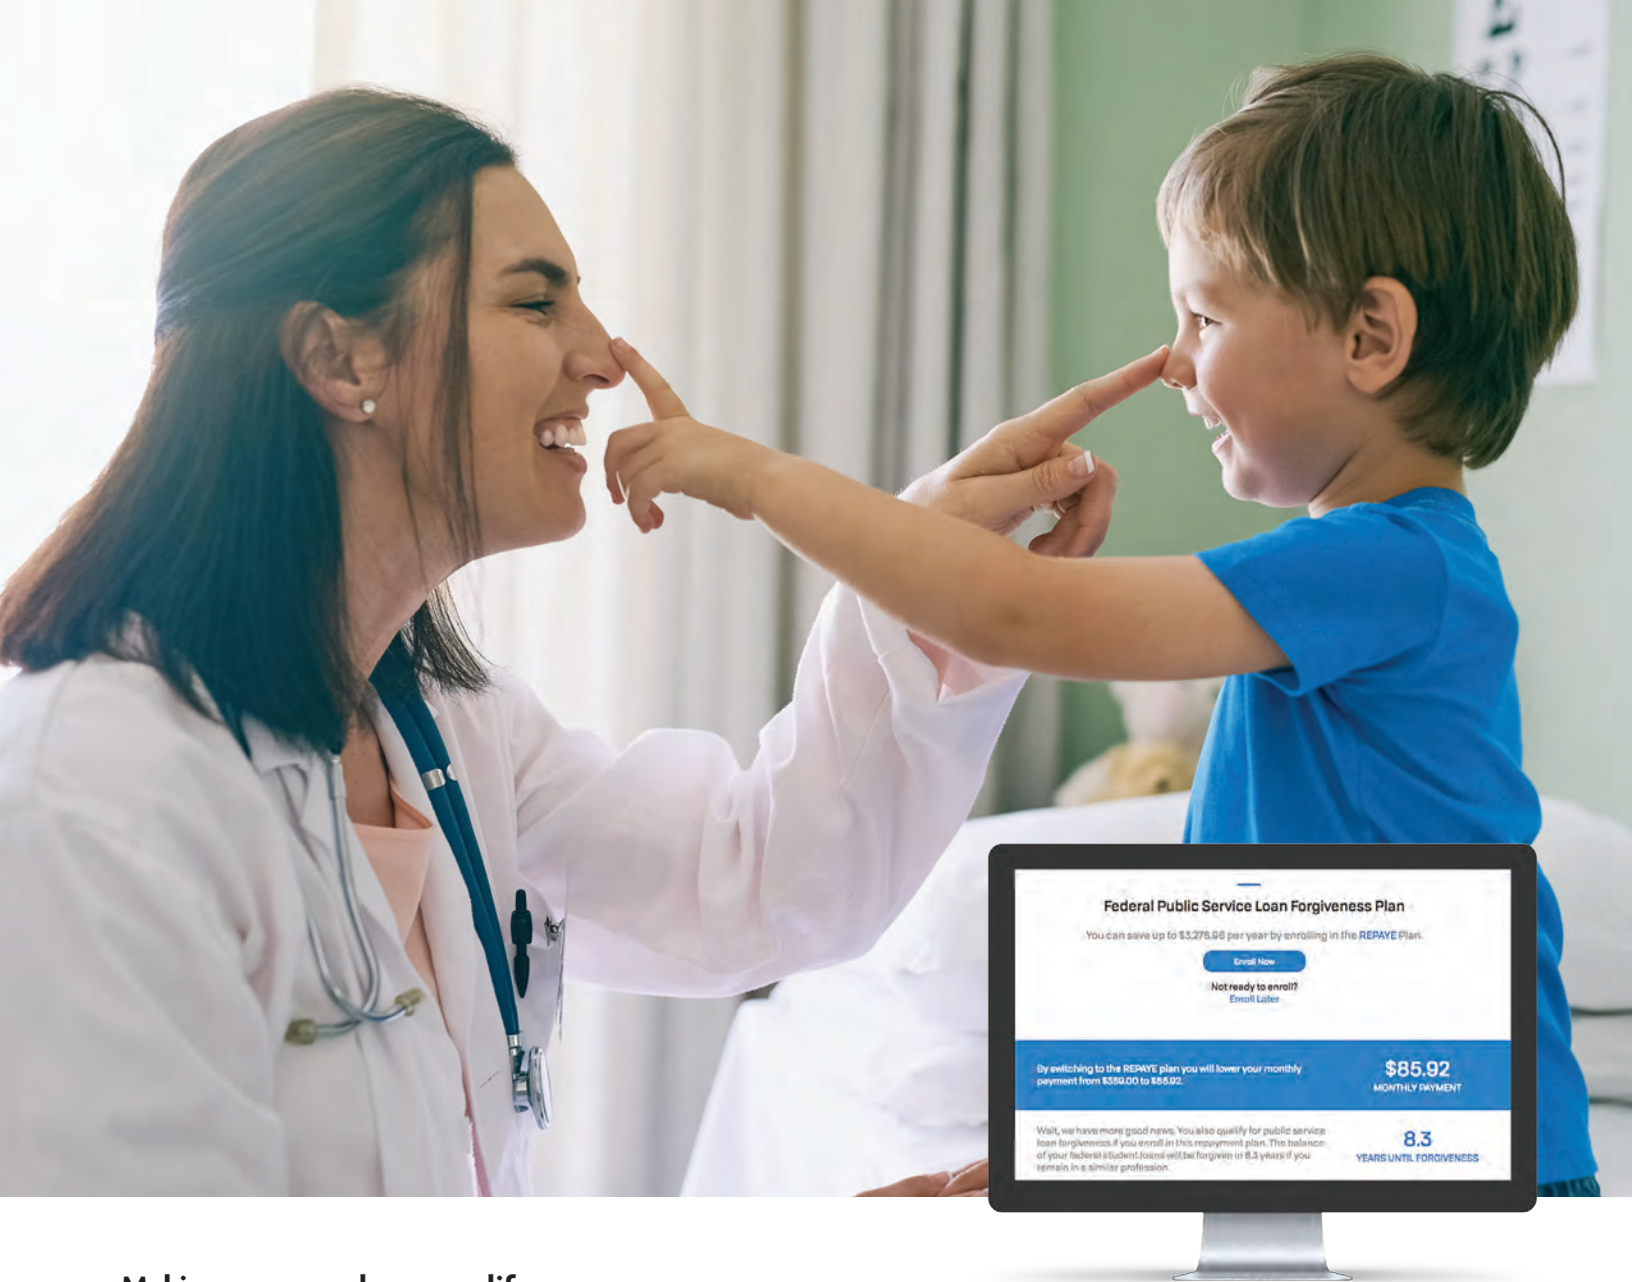 Federal Public Service Loan Forgiveness Plan
You can save up to $3,276.96 per year by enrolling in the REPAYE Plan.
Enroll Now
Not ready to enroll?
Enroll Later
By switching to the REPAYE plan you will lower your monthly
payment from $359.00 to $85.92.
$85.92
MONTHLY PAYMENT
Wait, we have more good news. You also qualify for public service
loan forgiveness if you enroll in this repayment plan. The balance
of your federal student loans will be forgiven in 8.3 years if you
remain in a similar profession.
8.3
YEARS UNTIL FORGIVENESS